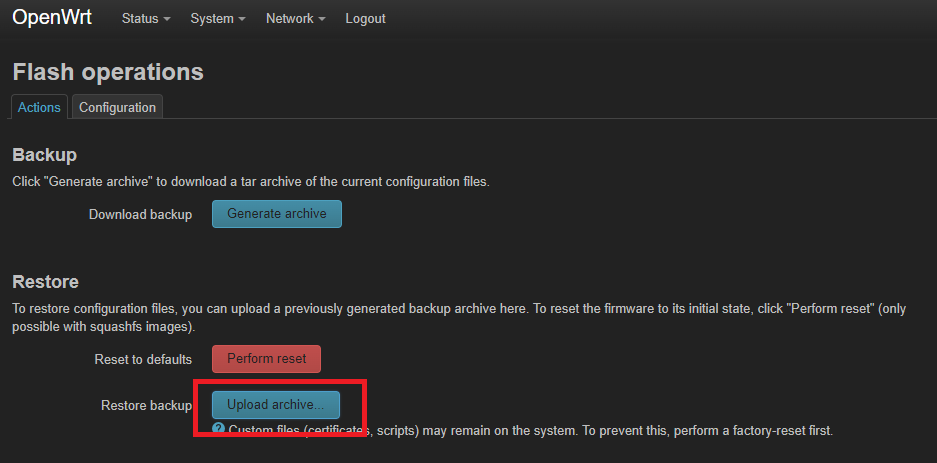 OpenWrt Status System Network Logout
Flash operations
Actions Configuration
Backup
Click "Generate archive" to download a tar archive of the current configuration files.
Download backup Generate archive
Restore
To restore configuration files, you can upload a previously generated backup archive here. To reset the firmware to its initial state, click "Perform reset" (only
possible with squashfs images).
Reset to defaults Perform reset
Restore backup Upload archive...
? Custom files (certificates, scripts) may remain on the system. To prevent this, perform a factory-reset first.